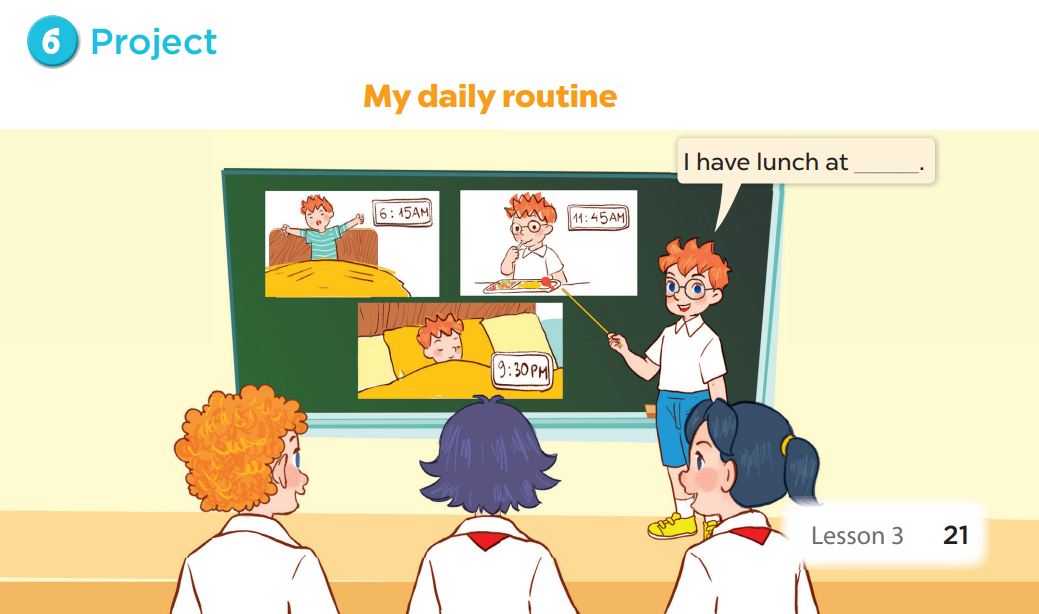 6 Project
My daily routine
I have lunch at _____.
6:15AM
11:45AM
9:30PM
Lesson 3 21